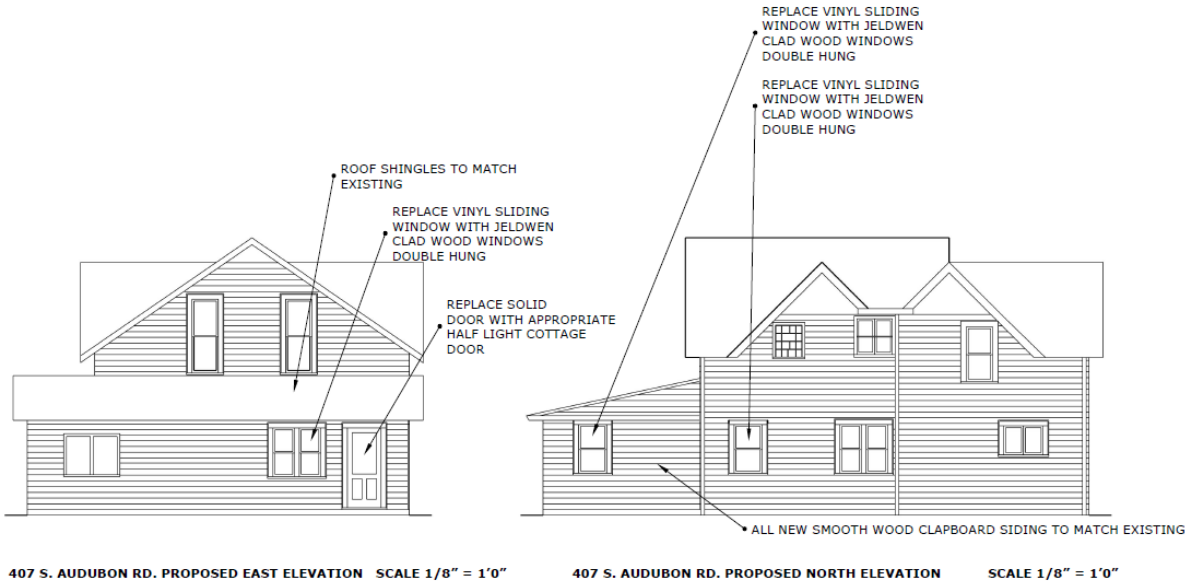 REPLACE VINYL SLIDING
WINDOW WITH JELDWEN
CLAD WOOD WINDOWS
DOUBLE HUNG
REPLACE VINYL SLIDING
WINDOW WITH JELDWEN
CLAD WOOD WINDOWS
DOUBLE HUNG
ROOF SHINGLES TO MATCH
EXISTING
REPLACE VINYL SLIDING
WINDOW WITH JELDWEN
CLAD WOOD WINDOWS
DOUBLE HUNG
REPLACE SOLID
DOOR WITH APPROPRIATE
HALF LIGHT COTTAGE
DOOR
ALL NEW SMOOTH WOOD CLAPBOARD SIDING TO MATCH EXISTING
407 S. AUDUBON RD. PROPOSED EAST ELEVATION SCALE 1/8” = 1’0”
407 S. AUDUBON RD. PROPOSED NORTH ELEVATION SCALE 1/8” = 1’0”